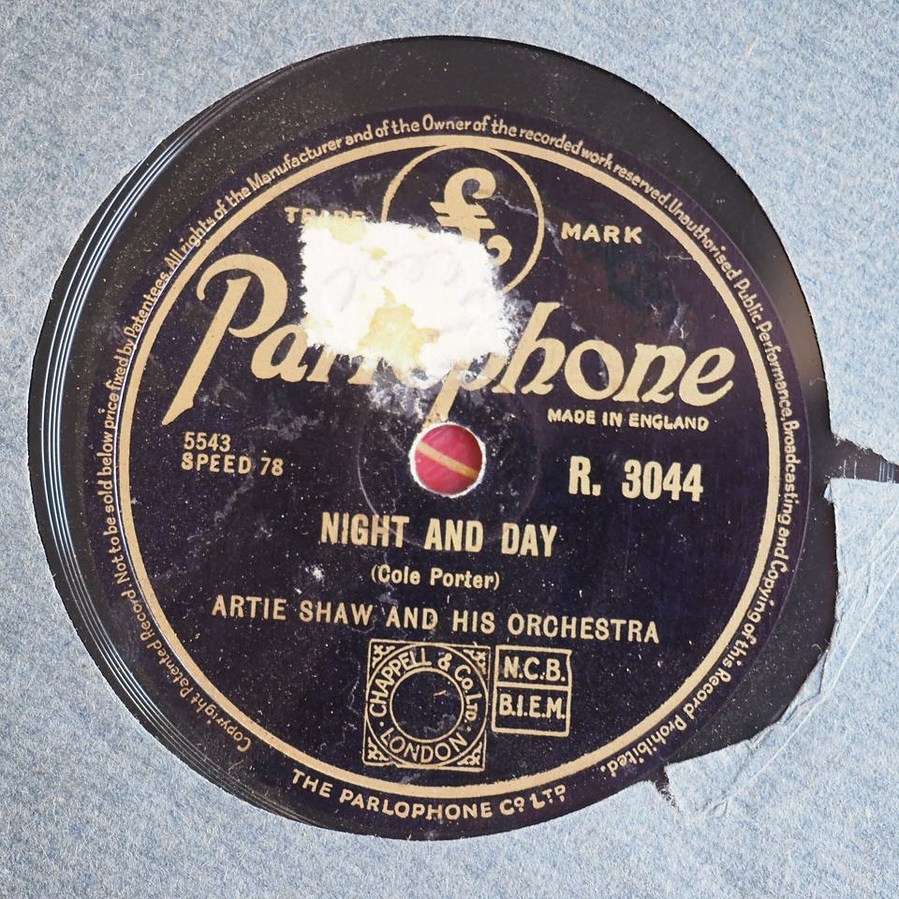 Copyright Patented Record. Not to be sold below price fixed by Patentees. All rights of the Manufacturer and of the Owner of the recorded work reserved. Unauthorised Public Performance, Broadcasting and Copying of this Record Prohibited.
£
TRADE MARK
Parlophone
MADE IN ENGLAND
5543
SPEED 78
R. 3044
NIGHT AND DAY
(Cole Porter)
ARTIE SHAW AND HIS ORCHESTRA
CHAPPELL & Co. LTD.
LONDON
N.C.B.
B.I.E.M.
THE PARLOPHONE Co LTD